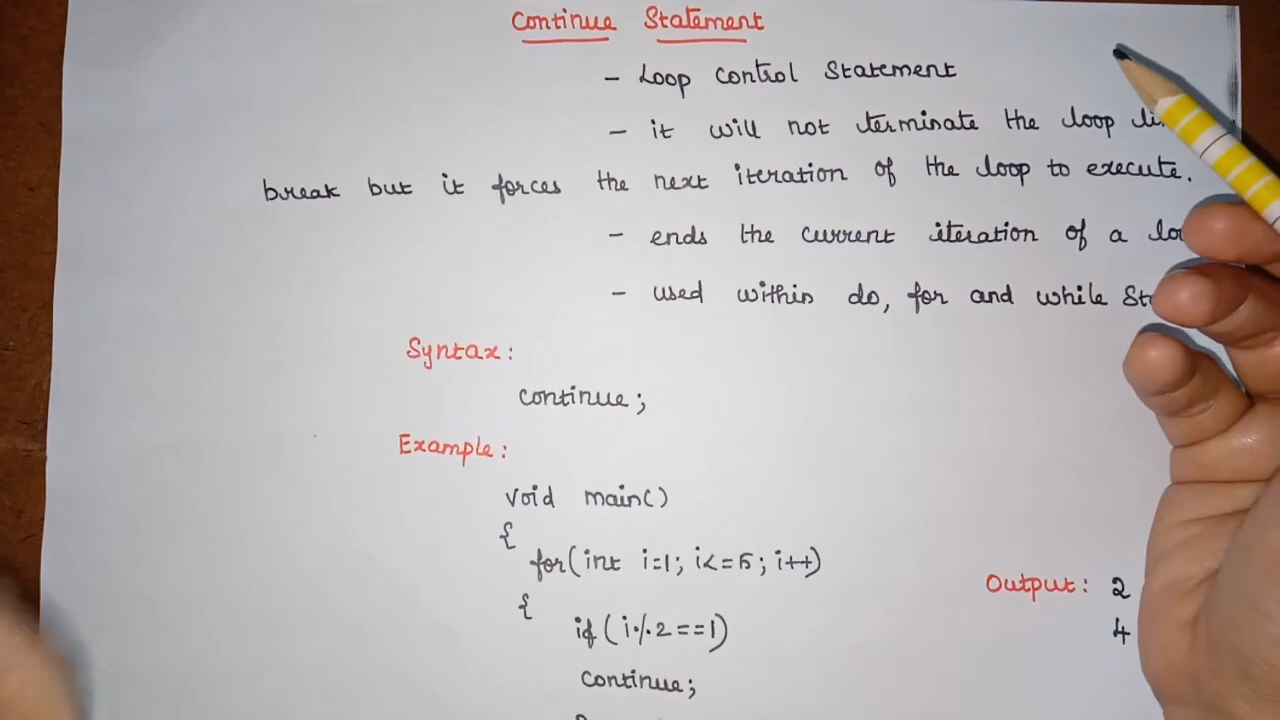 Continue Statement
- Loop control statement
- it will not terminate the loop
break but it forces the next iteration of the loop to execute.
- ends the current iteration of a
- used within do, for and while
Syntax:
continue;
Example:
void main()
{
for(int i=1; i<=5; i++)
{
if(i%2==1)
continue;
Output: 2
4